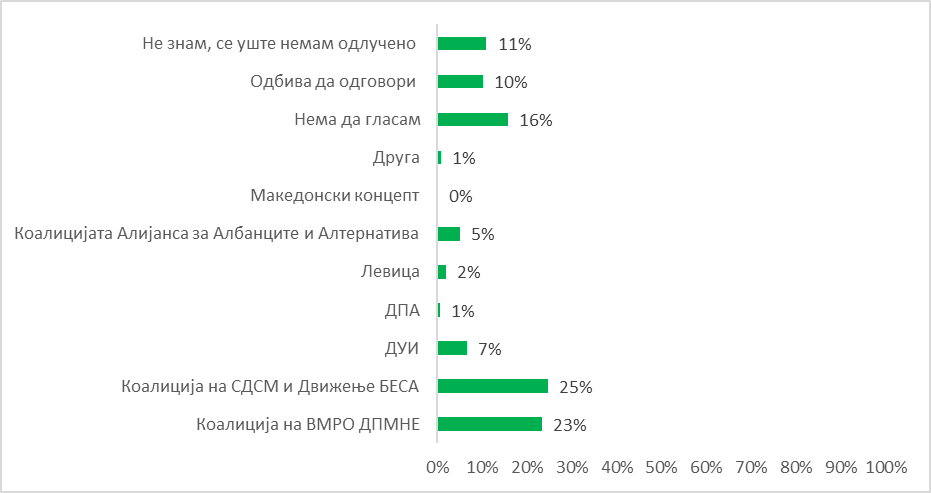 Не знам, се уште немам одлучено 11%
Одбива да одговори 10%
Нема да гласам 16%
Друга 1%
Македонски концепт 0%
Коалицијата Алијанса за Албанците и Алтернатива 5%
Левица 2%
ДПА 1%
ДУИ 7%
Коалиција на СДСМ и Движење БЕСА 25%
Коалиција на ВМРО ДПМНЕ 23%
0% 10% 20% 30% 40% 50% 60% 70% 80% 90% 100%